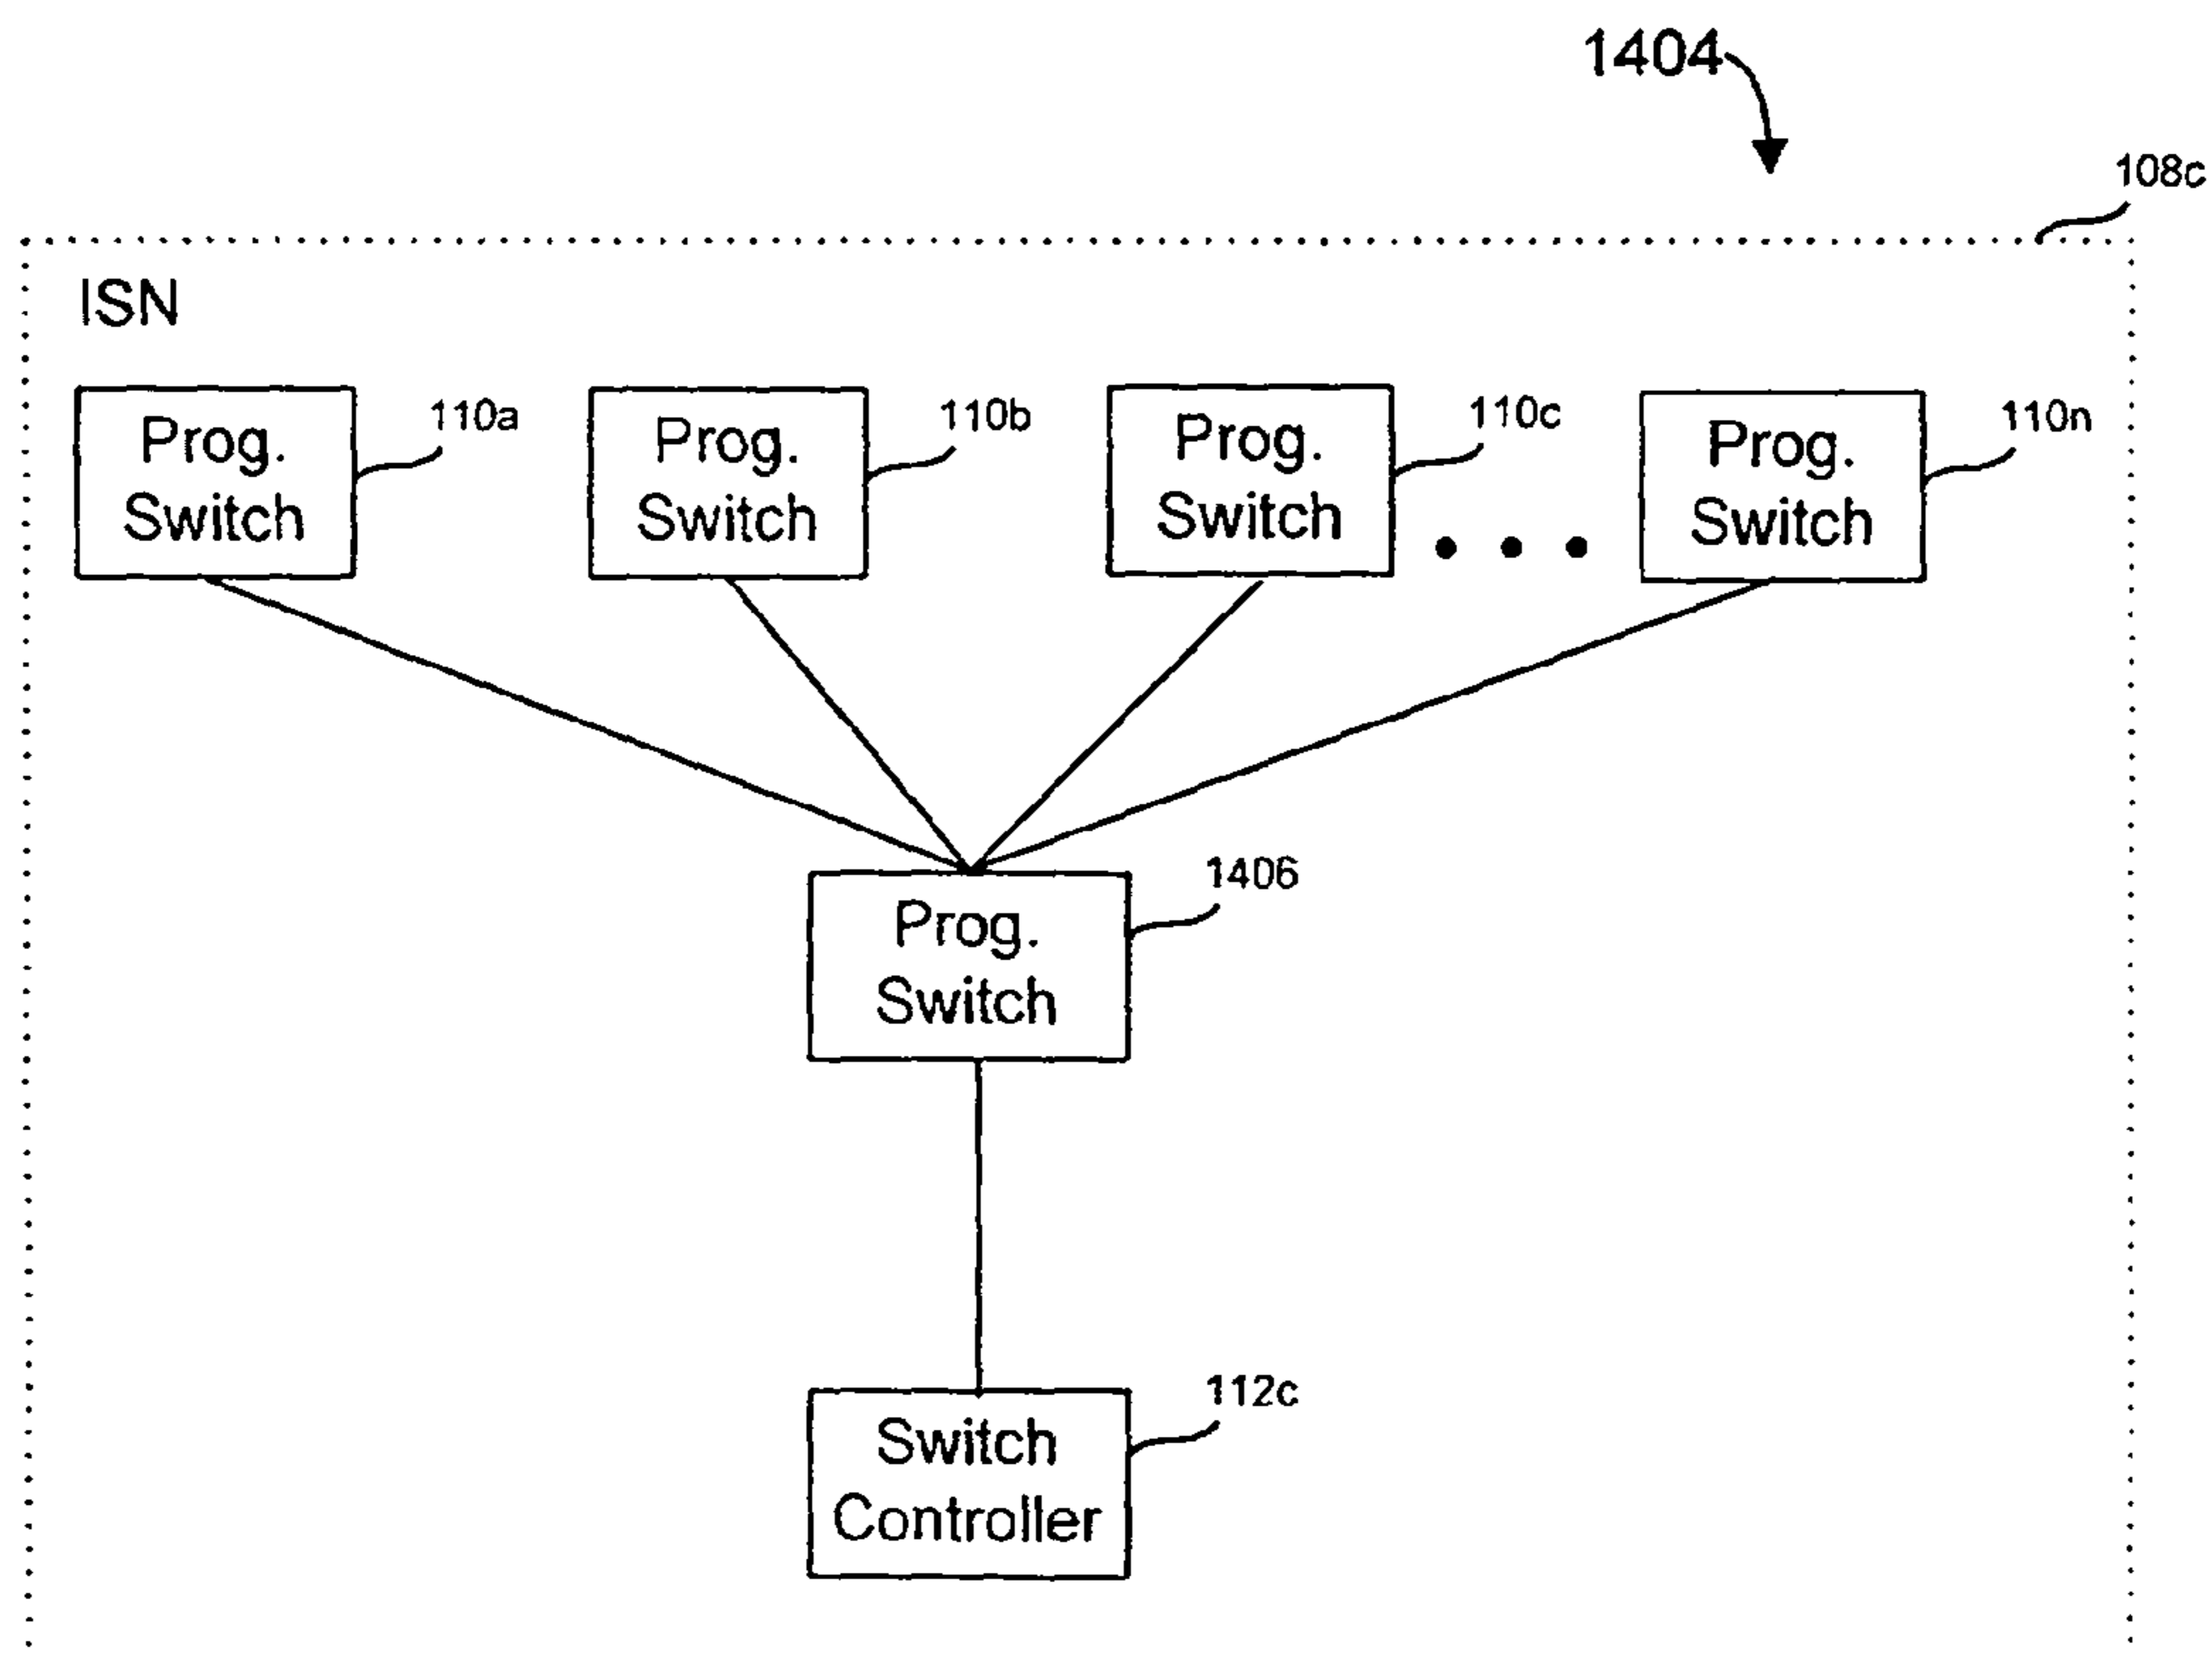 1404
108c
ISN
Prog.
Switch
110a
Prog.
Switch
110b
Prog.
Switch
110c
Prog.
Switch
110n
Prog.
Switch
1406
Switch
Controller
112c